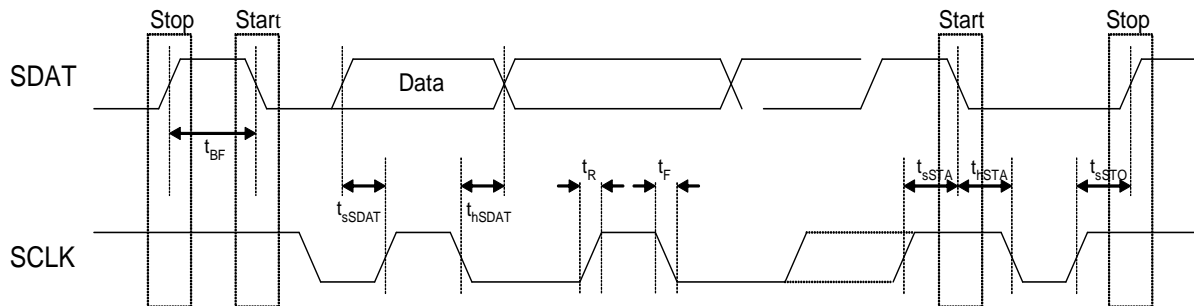 Stop Start Start Stop
SDAT
Data
tBF
tR tF tsSTA thSTA tsSTO
tsSDAT thSDAT
SCLK